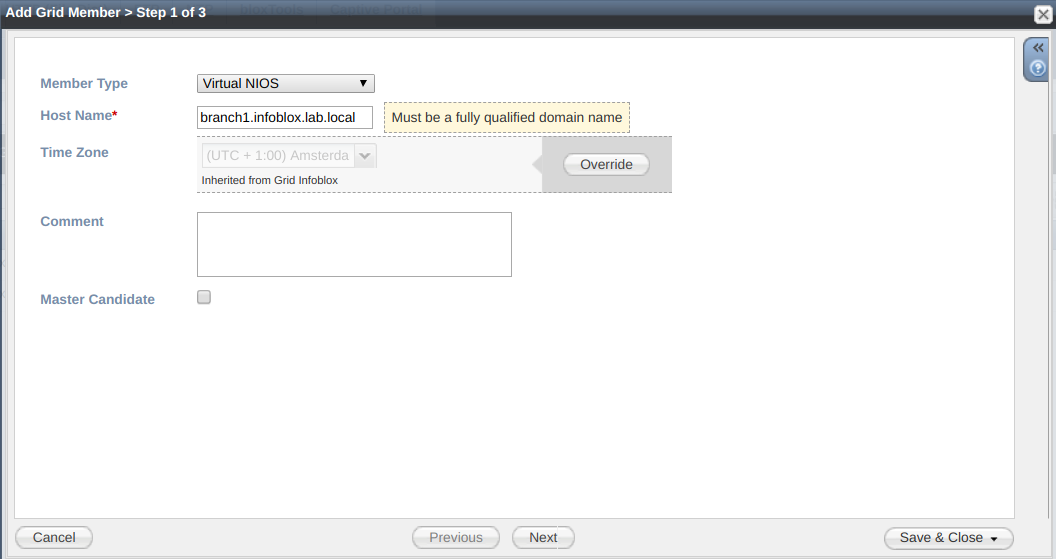 Add Grid Member > Step 1 of 3
Member Type Virtual NIOS
Host Name* branch1.infoblox.lab.local Must be a fully qualified domain name
Time Zone (UTC + 1:00) Amsterda Override
Inherited from Grid Infoblox
Comment
Master Candidate
Cancel Previous Next Save & Close